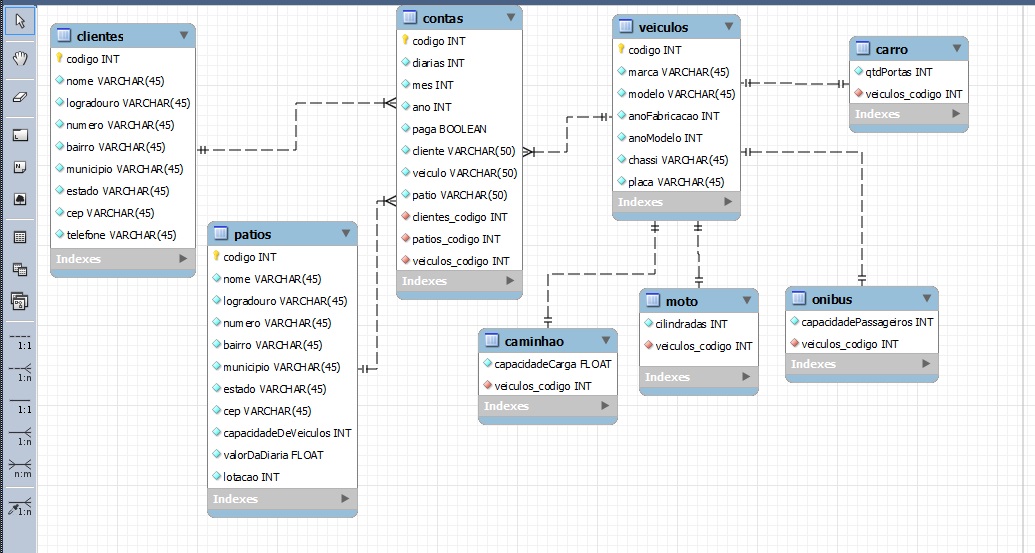 clientes
codigo INT
nome VARCHAR(45)
logradouro VARCHAR(45)
numero VARCHAR(45)
bairro VARCHAR(45)
municipio VARCHAR(45)
estado VARCHAR(45)
cep VARCHAR(45)
telefone VARCHAR(45)
Indexes
patios
codigo INT
nome VARCHAR(45)
logradouro VARCHAR(45)
numero VARCHAR(45)
bairro VARCHAR(45)
municipio VARCHAR(45)
estado VARCHAR(45)
cep VARCHAR(45)
capacidadeDeVeiculos INT
valorDaDiaria FLOAT
lotacao INT
Indexes
contas
codigo INT
diarias INT
mes INT
ano INT
paga BOOLEAN
cliente VARCHAR(50)
veiculo VARCHAR(50)
patio VARCHAR(50)
clientes_codigo INT
patios_codigo INT
veiculos_codigo INT
Indexes
veiculos
codigo INT
marca VARCHAR(45)
modelo VARCHAR(45)
anoFabricacao INT
anoModelo INT
chassi VARCHAR(45)
placa VARCHAR(45)
Indexes
carro
qtdPortas INT
veiculos_codigo INT
Indexes
caminhao
capacidadeCarga FLOAT
veiculos_codigo INT
Indexes
moto
cilindradas INT
veiculos_codigo INT
Indexes
onibus
capacidadePassageiros INT
veiculos_codigo INT
Indexes
1:1
1:n
1:1
1:n
n:m
1:n